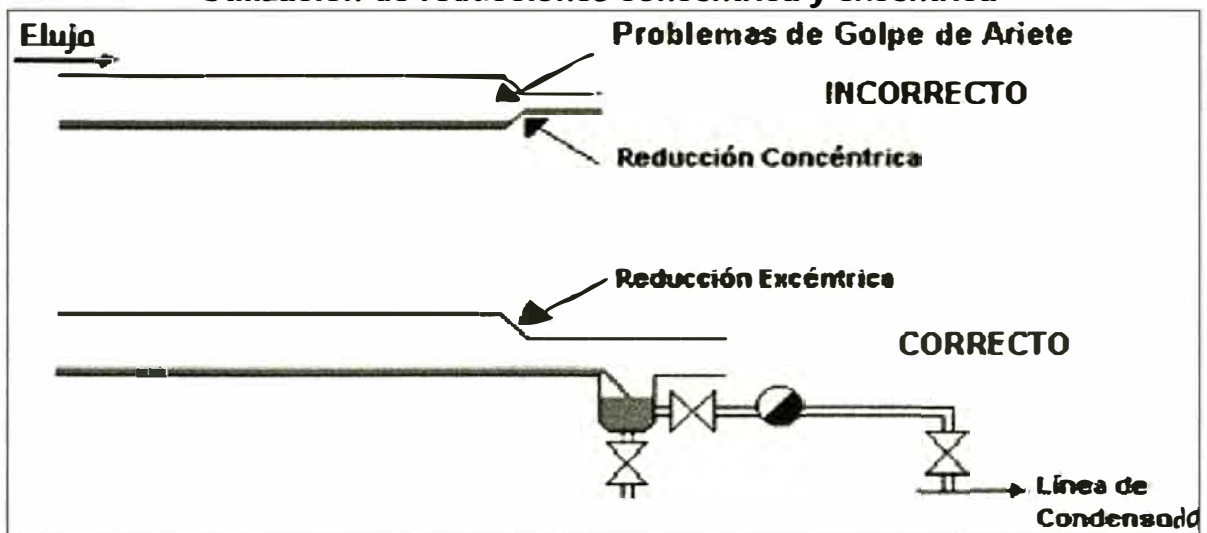 Flujo
Problemas de Golpe de Ariete
INCORRECTO
Reducción Concéntrica
Reducción Excéntrica
CORRECTO
Línea de
Condensado